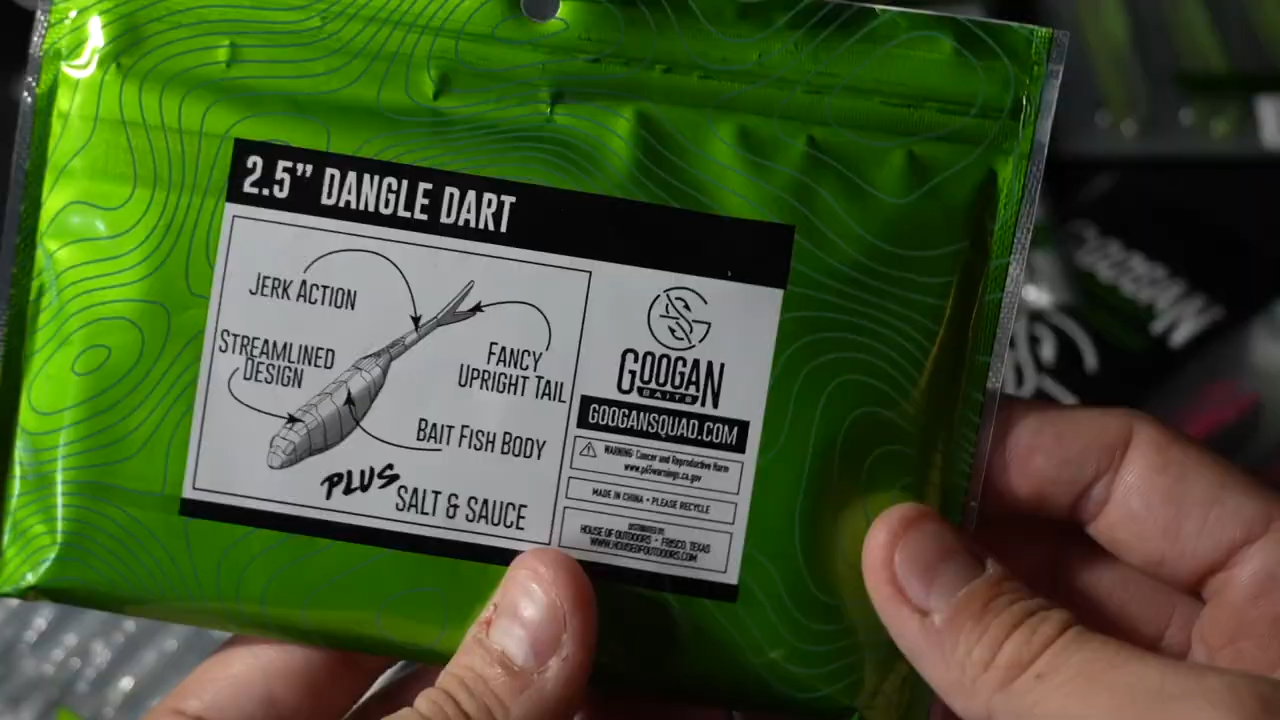 2.5” DANGLE DART
JERK ACTION
STREAMLINED
DESIGN
FANCY
UPRIGHT TAIL
BAIT FISH BODY
PLUS
SALT & SAUCE
GOOGAN
BAITS
GOOGANSQUAD.COM
WARNING: Cancer and Reproductive Harm
www.p65warnings.ca.gov
MADE IN CHINA • PLEASE RECYCLE
DISTRIBUTED BY:
HOUSE OF OUTDOORS • FRISCO, TEXAS
WWW.HOUSEOFOUTDOORS.COM